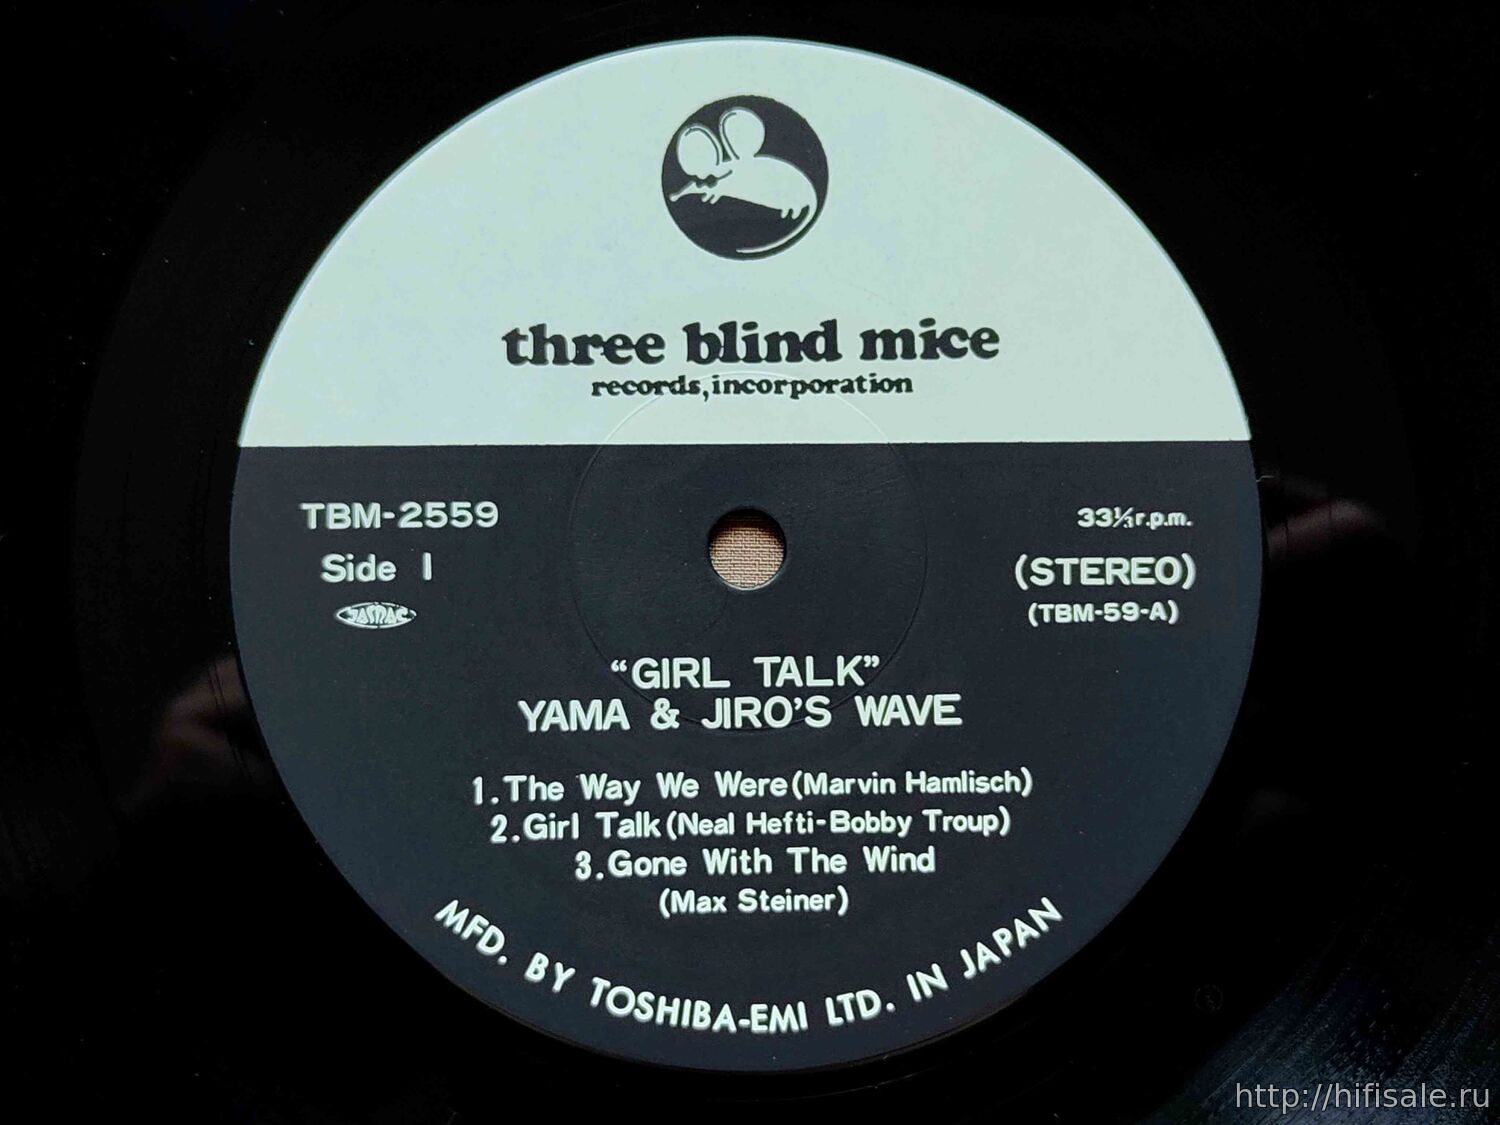 three blind mice
records, incorporation
TBM-2559
33⅓ r.p.m.
Side 1
(STEREO)
JASRAC
(TBM-59-A)
“GIRL TALK”
YAMA & JIRO'S WAVE
1. The Way We Were (Marvin Hamlisch)
2. Girl Talk (Neal Hefti-Bobby Troup)
3. Gone With The Wind
(Max Steiner)
MFD. BY TOSHIBA-EMI LTD. IN JAPAN
http://hifisale.ru